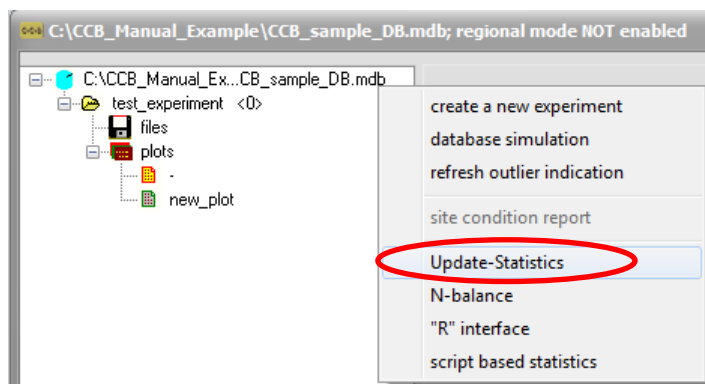 C:\CCB_Manual_Example\CCB_sample_DB.mdb; regional mode NOT enabled
C:\CCB_Manual_Ex...CB_sample_DB.mdb
test_experiment <0>
files
plots
-
new_plot
create a new experiment
database simulation
refresh outlier indication
site condition report
Update-Statistics
N-balance
"R" interface
script based statistics